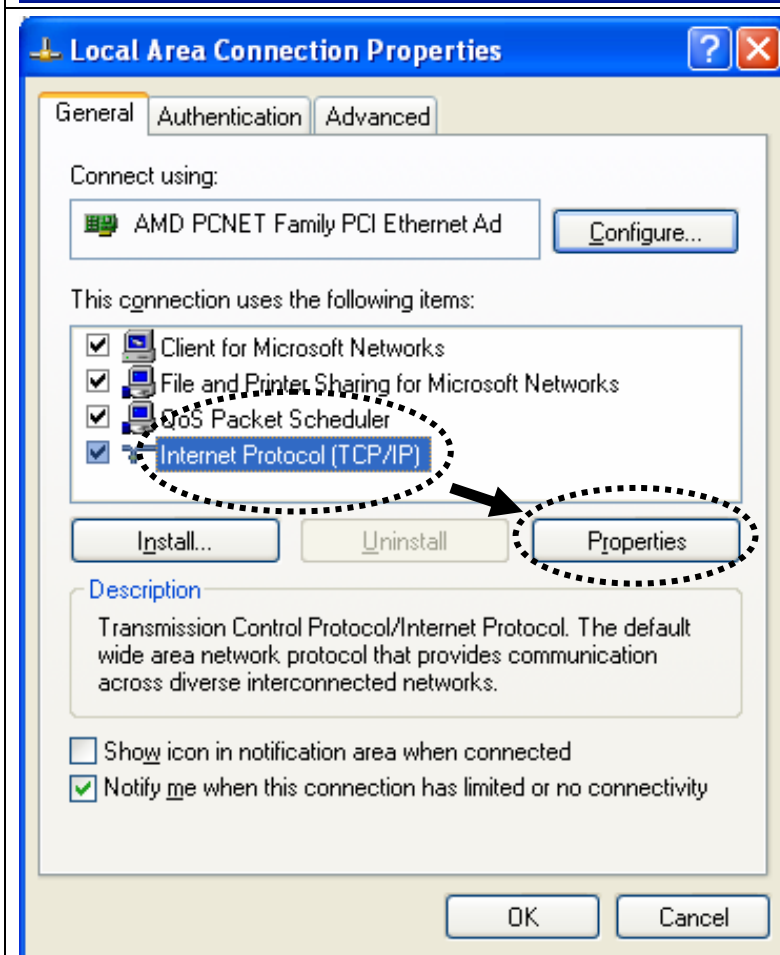 Local Area Connection Properties
General Authentication Advanced
Connect using:
AMD PCNET Family PCI Ethernet Ad
Configure...
This connection uses the following items:
Client for Microsoft Networks
File and Printer Sharing for Microsoft Networks
QoS Packet Scheduler
Internet Protocol (TCP/IP)
Install... Uninstall Properties
Description
Transmission Control Protocol/Internet Protocol. The default
wide area network protocol that provides communication
across diverse interconnected networks.
Show icon in notification area when connected
Notify me when this connection has limited or no connectivity
OK Cancel